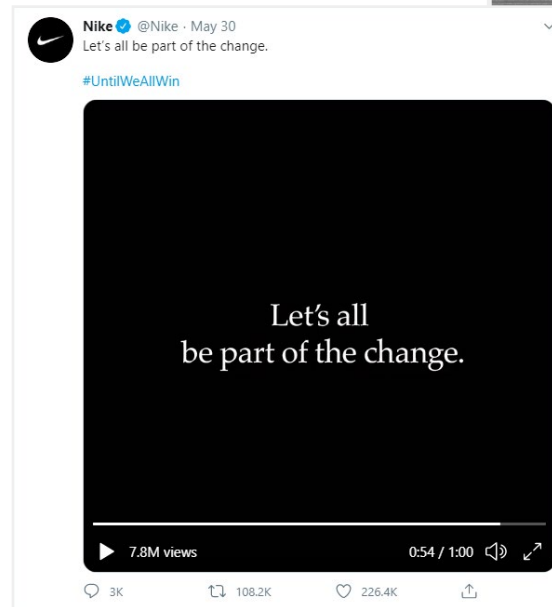 Nike @Nike · May 30
Let's all be part of the change.
#UntilWeAllWin
Let's all
be part of the change.
7.8M views 0:54 / 1:00
3K 108.2K 226.4K